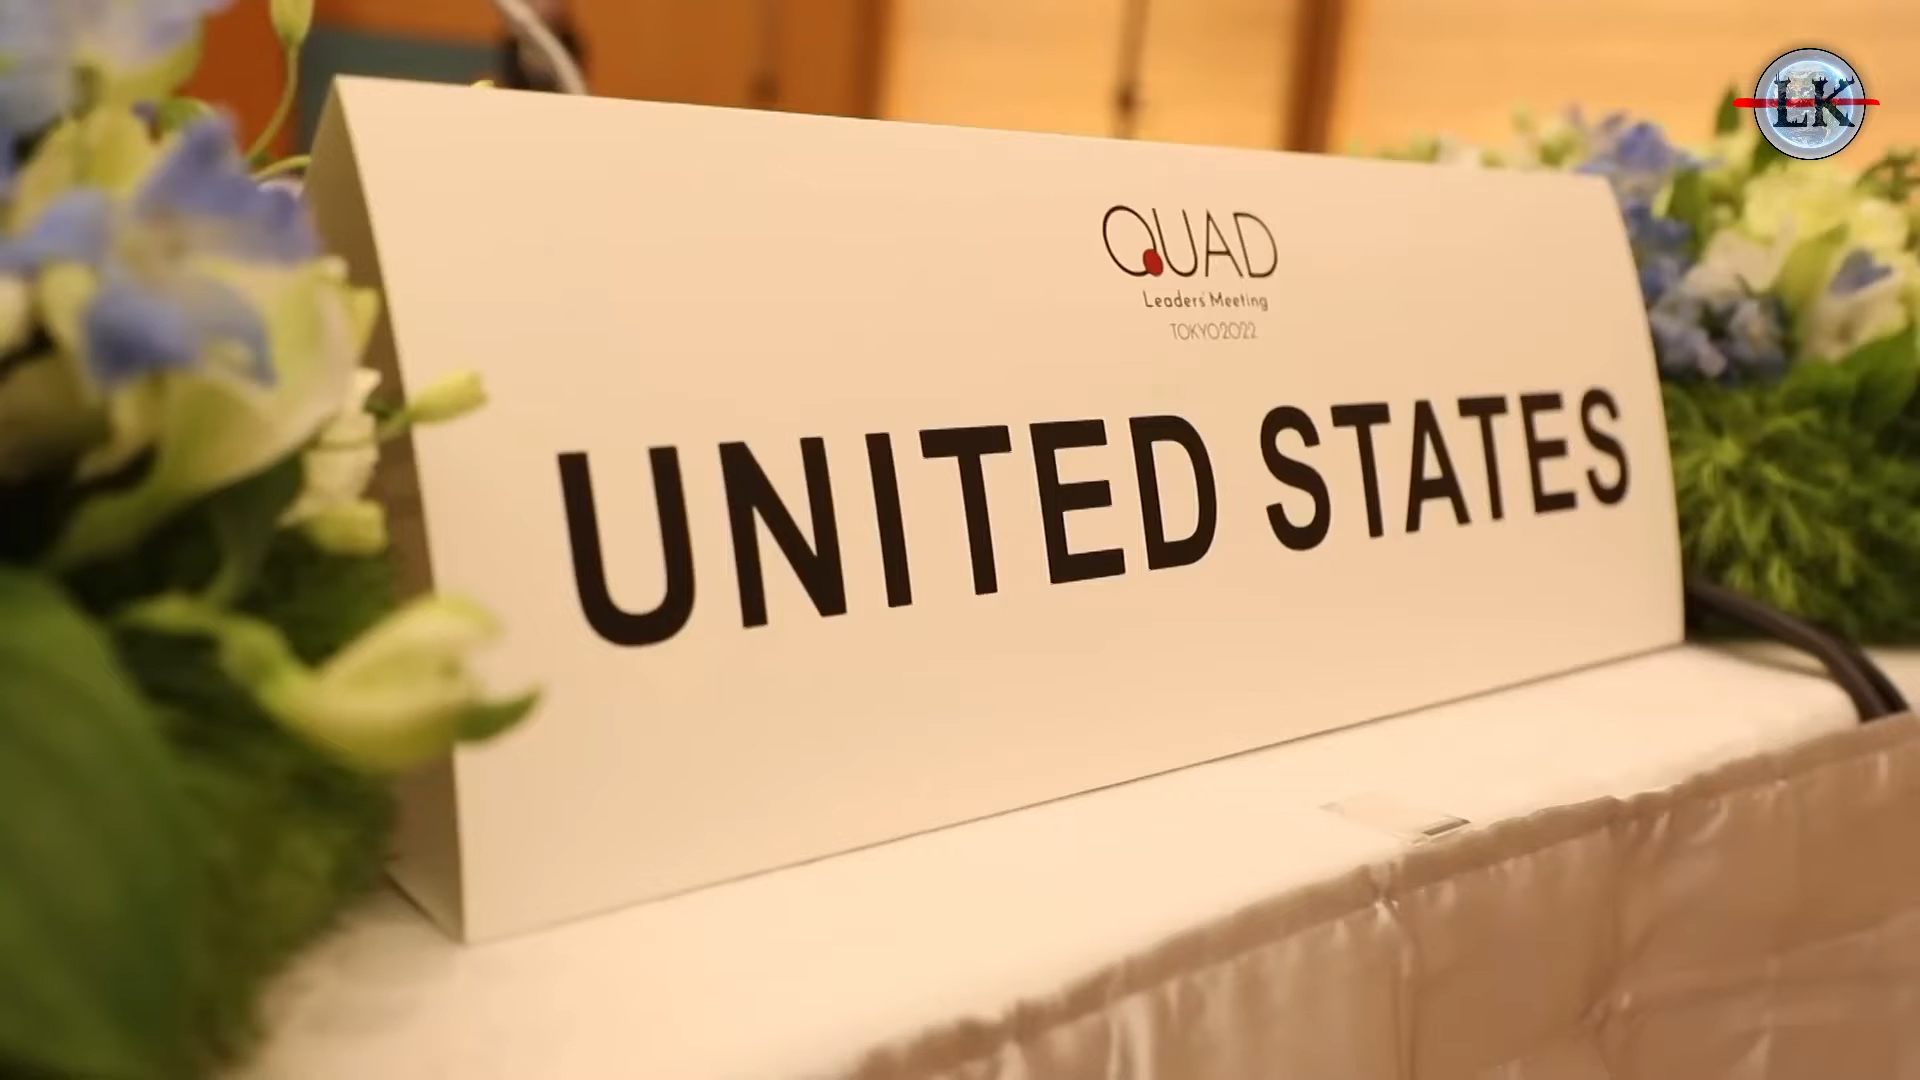 LK
QUAD
Leaders' Meeting
TOKYO2022
UNITED STATES